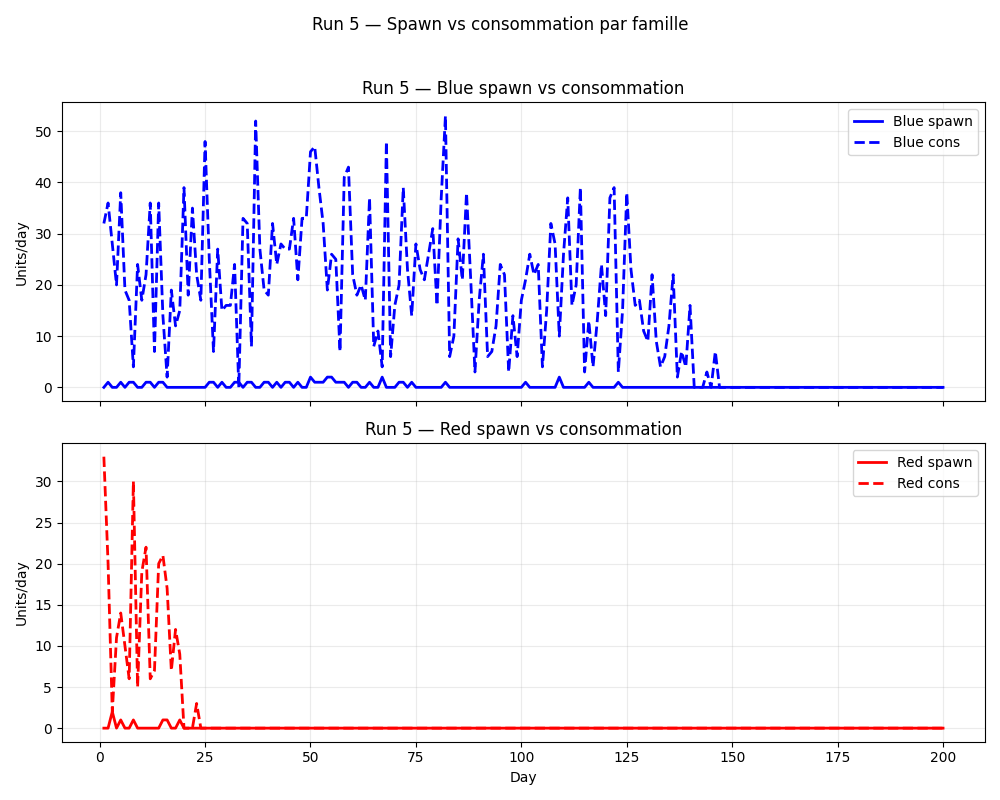 Run 5 — Spawn vs consommation par famille
Run 5 — Blue spawn vs consommation
Units/day
50
40
30
20
10
0
Blue spawn
Blue cons
Run 5 — Red spawn vs consommation
Units/day
30
25
20
15
10
5
0
Red spawn
Red cons
0 25 50 75 100 125 150 175 200
Day